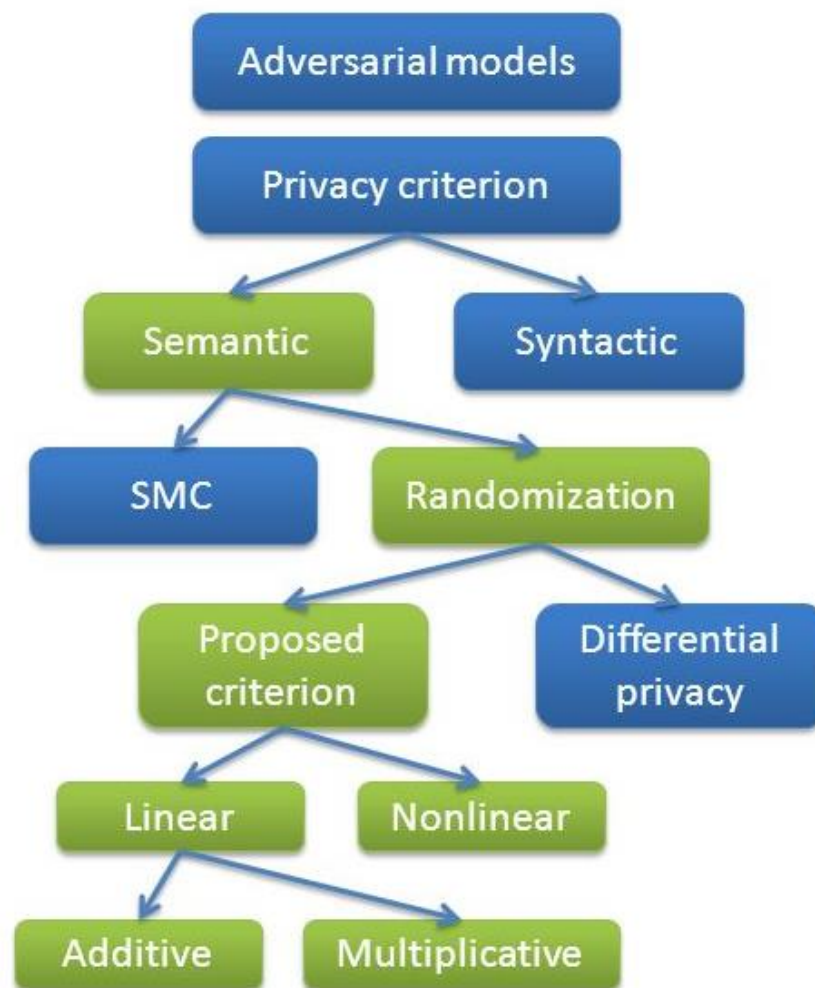 Adversarial models
Privacy criterion
Semantic
Syntactic
SMC
Randomization
Proposed
criterion
Differential
privacy
Linear
Nonlinear
Additive
Multiplicative